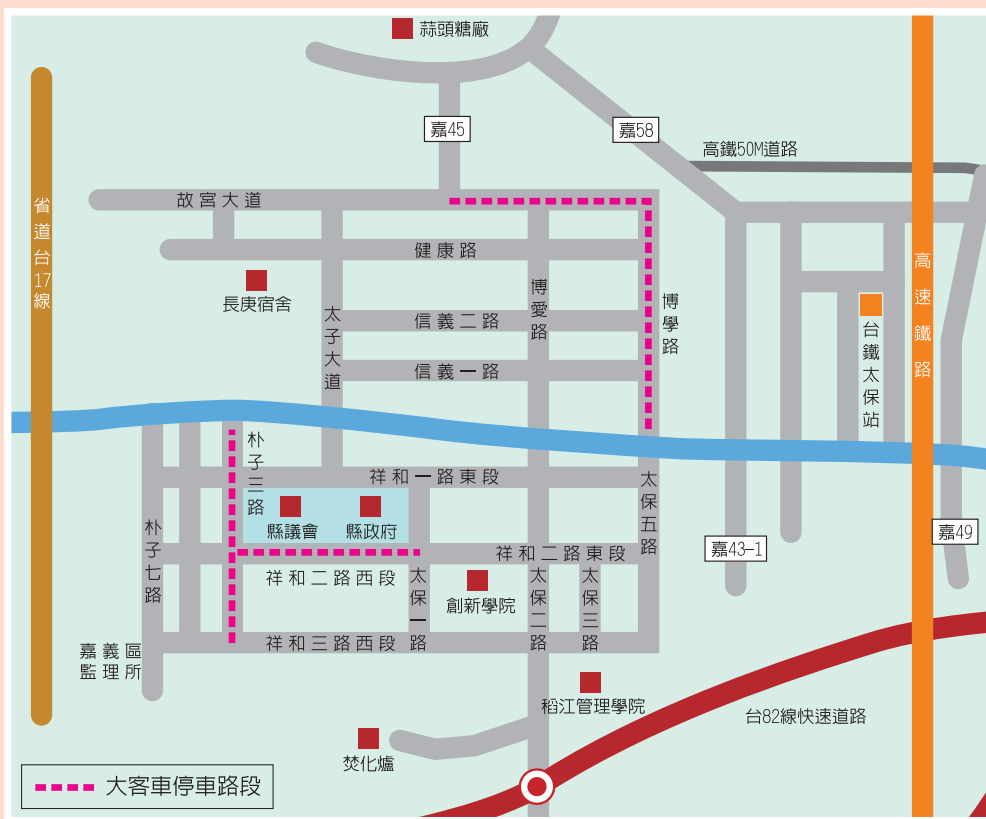 蒜頭糖廠
嘉45
嘉58
高鐵50M道路
省道台17線
故宮大道
健康路
長庚宿舍
太子大道
信義二路
信義一路
博愛路
博學路
高速鐵路
台鐵太保站
朴子三路
祥和一路東段
太保五路
縣議會
縣政府
朴子七路
祥和二路東段
嘉43-1
嘉49
祥和二路西段
太保一路
創新學院
太保二路
太保三路
祥和三路西段
嘉義區
監理所
稻江管理學院
台82線快速道路
焚化爐
大客車停車路段